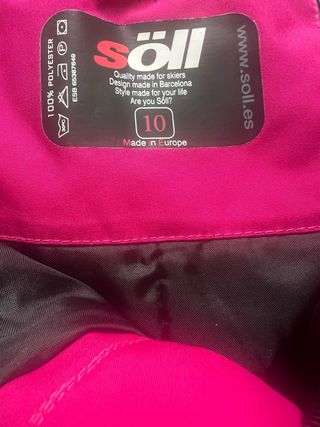 Söll
Quality made for skiers
Design made in Barcelona
Style made for your life
Are you Söll?
10
Made in Europe
100% POLYESTER
ESB 65387649
www.soll.es